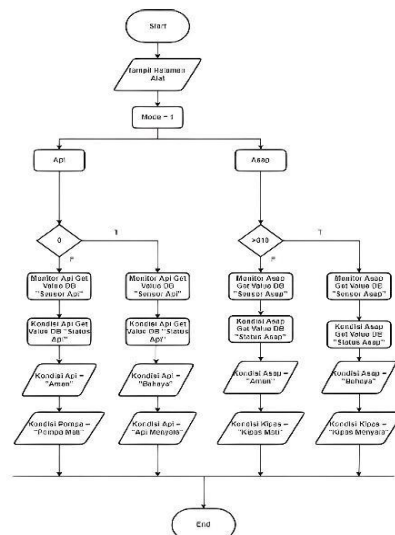 Start
Tampil Halaman
Alat
Mode = 1
Api
Asap
0
T
F
>310
T
F
Monitor Api Get
Value DB
"Sensor Api"
Monitor Api Get
Value DB
"Sensor Api"
Monitor Asap
Get Value DB
"Sensor Asap"
Monitor Asap
Get Value DB
"Sensor Asap"
Kondisi Api Get
Value DB "Status
Api"
Kondisi Api Get
Value DB "Status
Api"
Kondisi Asap
Get Value DB
"Status Asap"
Kondisi Asap
Get Value DB
"Status Asap"
Kondisi Api =
"Aman"
Kondisi Api =
"Bahaya"
Kondisi Asap =
"Aman"
Kondisi Asap =
"Bahaya"
Kondisi Pompa =
"Pompa Mati"
Kondisi Api =
"Api Menyala"
Kondisi Kipas =
"Kipas Mati"
Kondisi Kipas =
"Kipas Menyala"
End